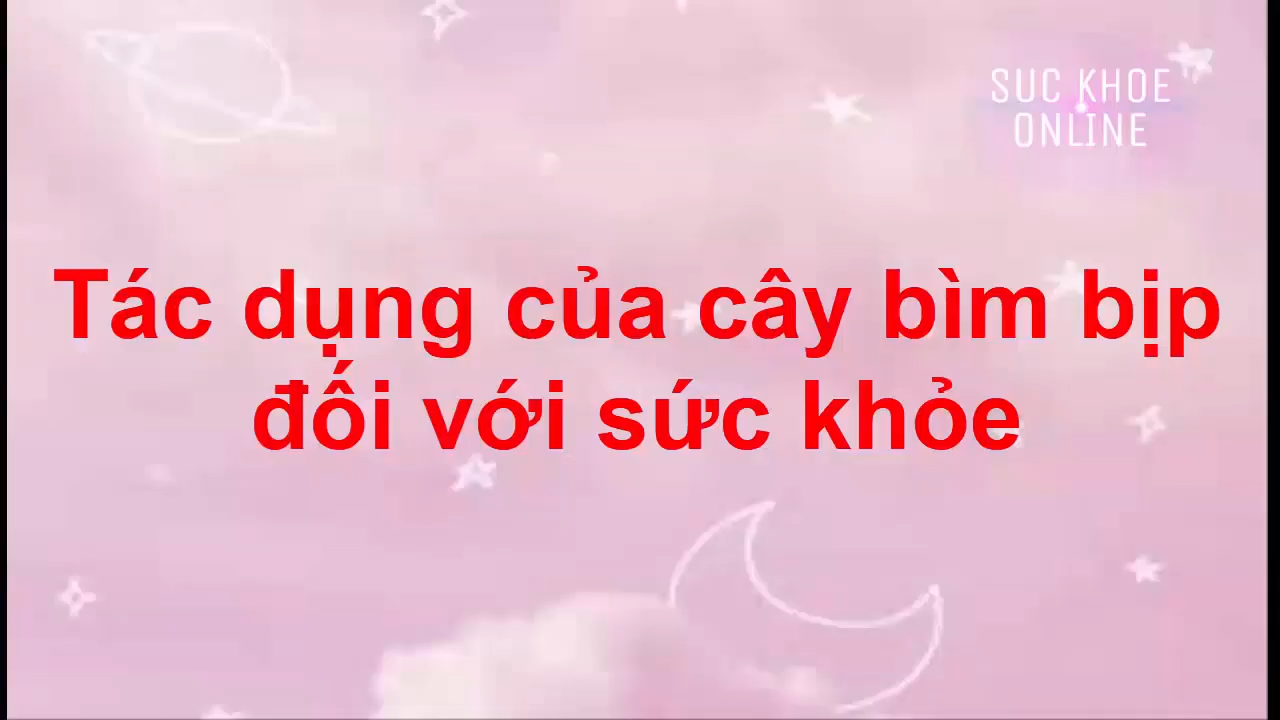 SUC KHOE
ONLINE
Tác dụng của cây bìm bịp
đối với sức khỏe